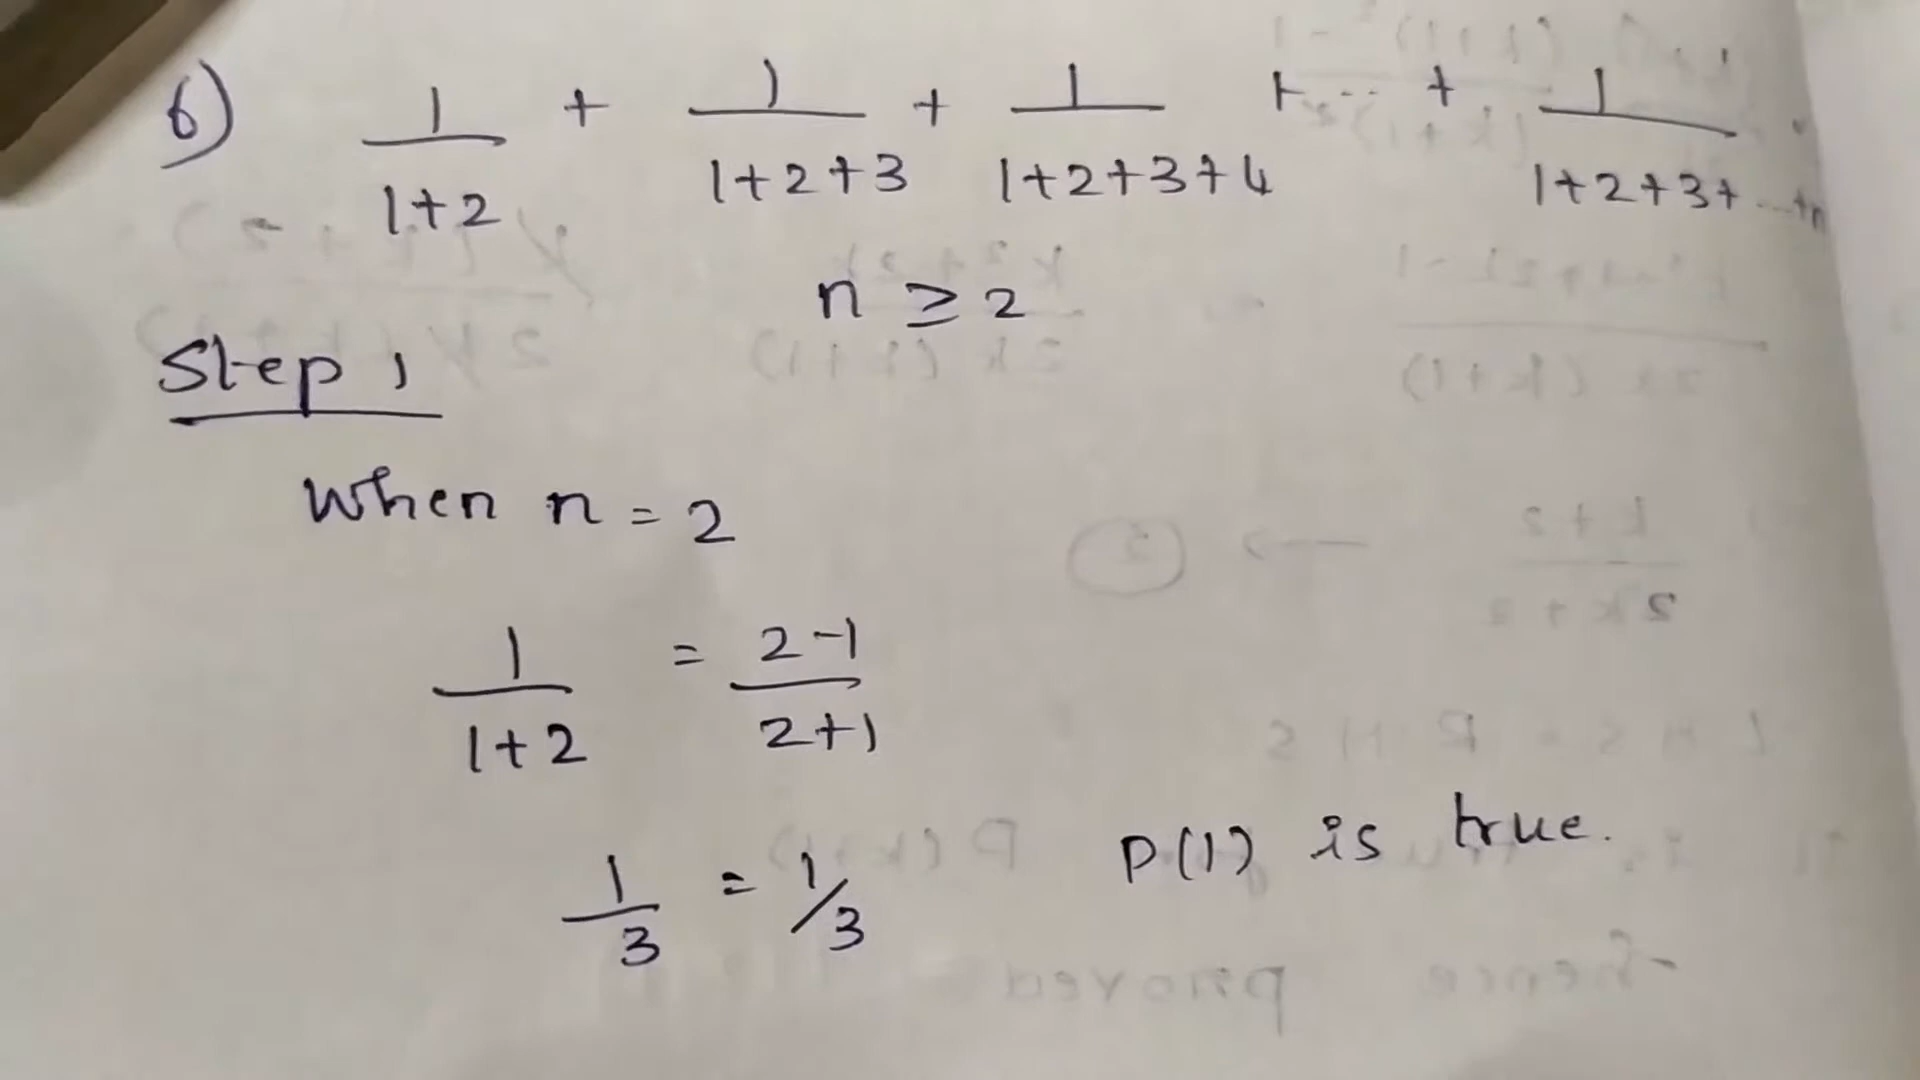 6) 1/(1+2) + 1/(1+2+3) + 1/(1+2+3+4) + ... + 1/(1+2+3+...+n)
n ≥ 2
Step 1
When n = 2
1/(1+2) = (2-1)/(2+1)
1/3 = 1/3 P(1) is true.